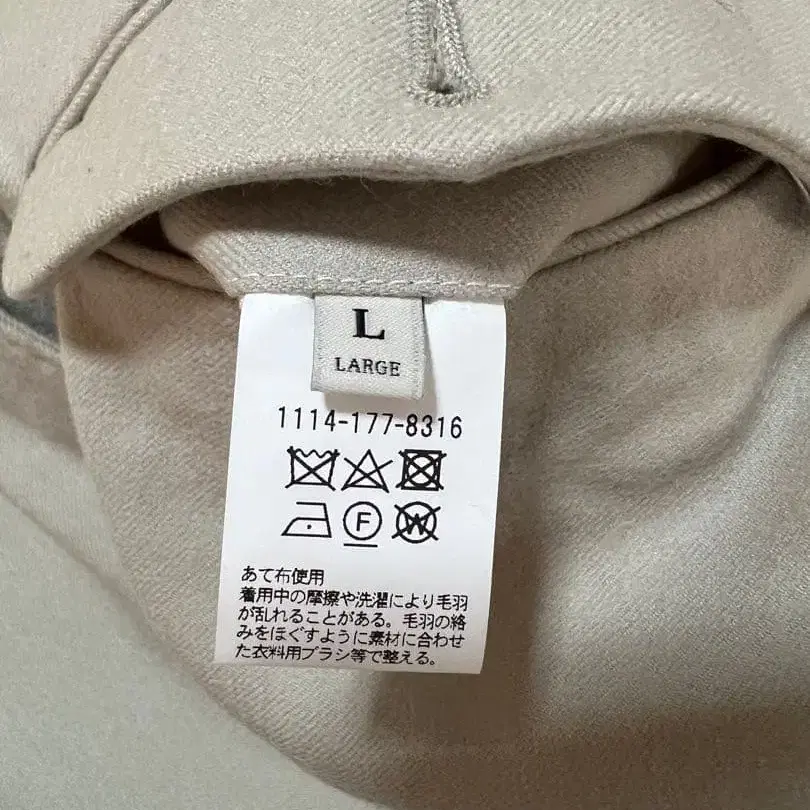 L
LARGE
1114-177-8316
F
W
あて布使用
着用中の摩擦や洗濯により毛羽
が乱れることがある。毛羽の絡
みをほぐすように素材に合わせ
た衣料用ブラシ等で整える。